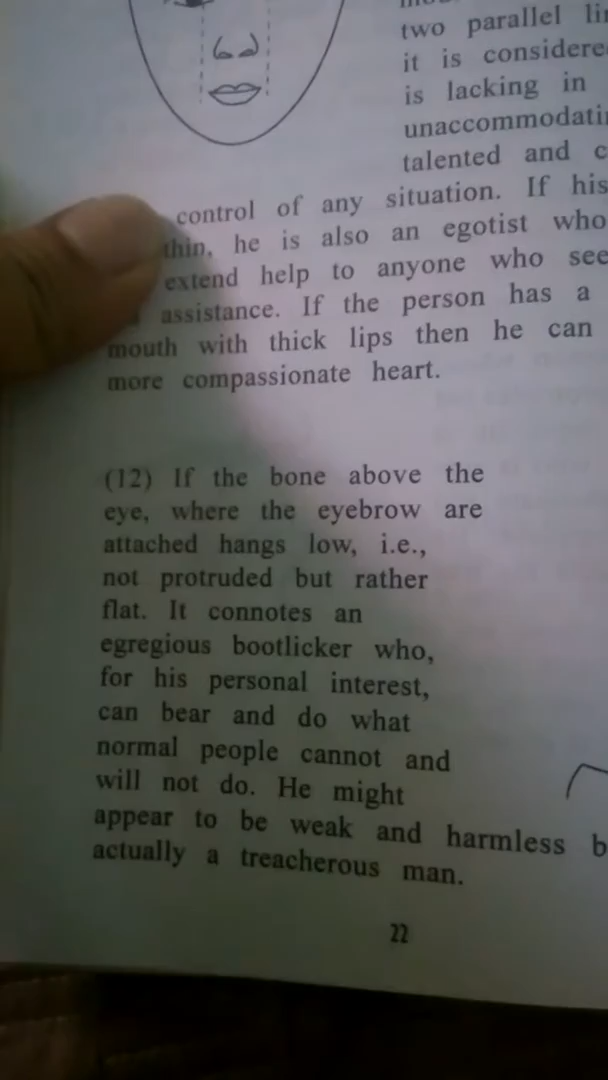 two parallel
it is
is lacking in
talented and
control of any situation. If his
thin, he is also an egotist who
extend help to anyone who
assistance. If the person has a
mouth with thick lips then he can
more compassionate heart.
(12) If the bone above the
eye, where the eyebrow are
attached hangs low, i.e.,
not protruded but rather
flat. It connotes an
egregious bootlicker who,
for his personal interest,
can bear and do what
normal people cannot and
will not do. He might
appear to be weak and harmless
actually a treacherous man.
22